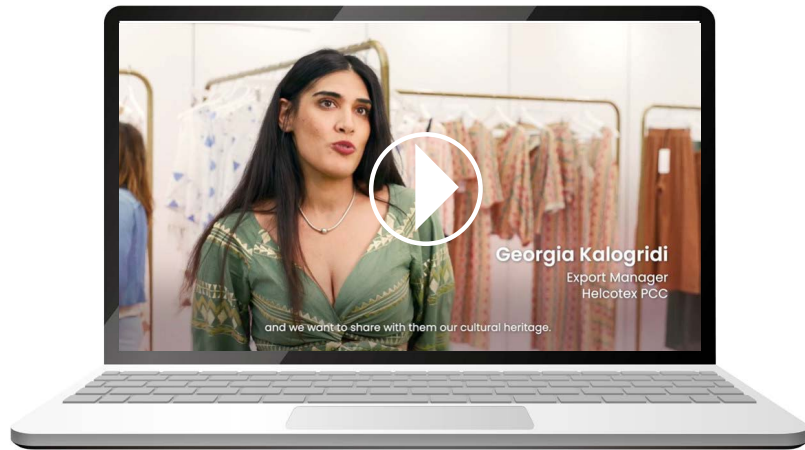 Georgia Kalogridi
Export Manager
Helcotex PCC
and we want to share with them our cultural heritage.